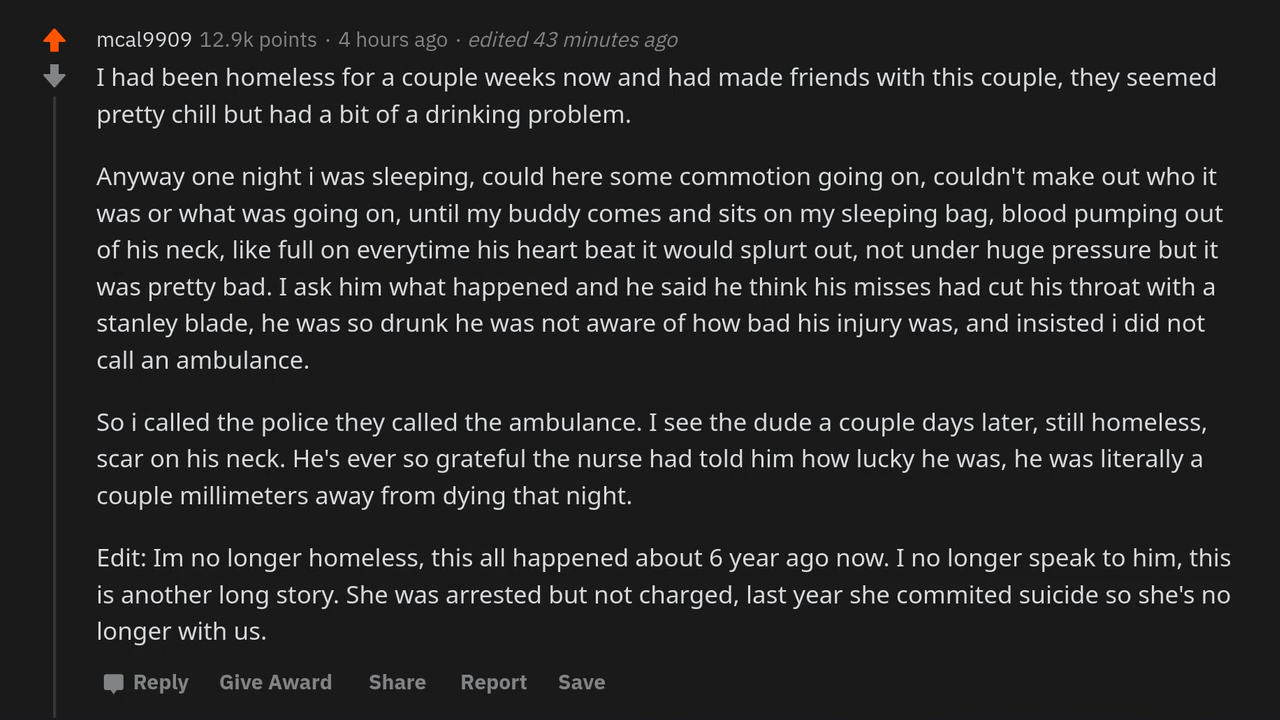 mcal9909 12.9k points · 4 hours ago · edited 43 minutes ago
I had been homeless for a couple weeks now and had made friends with this couple, they seemed
pretty chill but had a bit of a drinking problem.
Anyway one night i was sleeping, could here some commotion going on, couldn't make out who it
was or what was going on, until my buddy comes and sits on my sleeping bag, blood pumping out
of his neck, like full on everytime his heart beat it would splurt out, not under huge pressure but it
was pretty bad. I ask him what happened and he said he think his misses had cut his throat with a
stanley blade, he was so drunk he was not aware of how bad his injury was, and insisted i did not
call an ambulance.
So i called the police they called the ambulance. I see the dude a couple days later, still homeless,
scar on his neck. He's ever so grateful the nurse had told him how lucky he was, he was literally a
couple millimeters away from dying that night.
Edit: Im no longer homeless, this all happened about 6 year ago now. I no longer speak to him, this
is another long story. She was arrested but not charged, last year she commited suicide so she's no
longer with us.
Reply Give Award Share Report Save